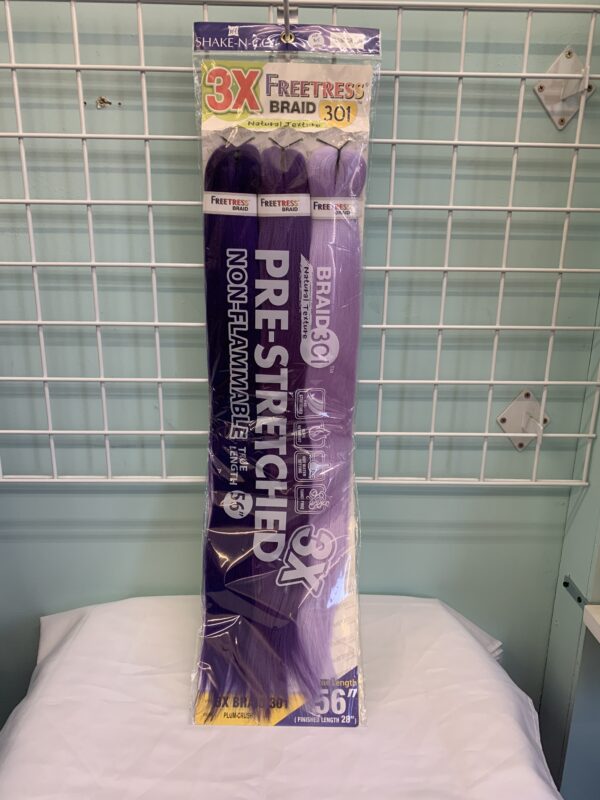 SHAKE-N-GO
3X FREETRESS
BRAID 301
Natural Texture
FREETRESS
BRAID
FREETRESS
BRAID
FREETRESS
BRAID
BRAID 301
Natural Texture
PRE-STRETCHED
3X
NON-FLAMMABLE
TRUE
LENGTH
56"
3X BRAID 301
PLUM-CRUSH
True Length
56"
( FINISHED LENGTH 28" )